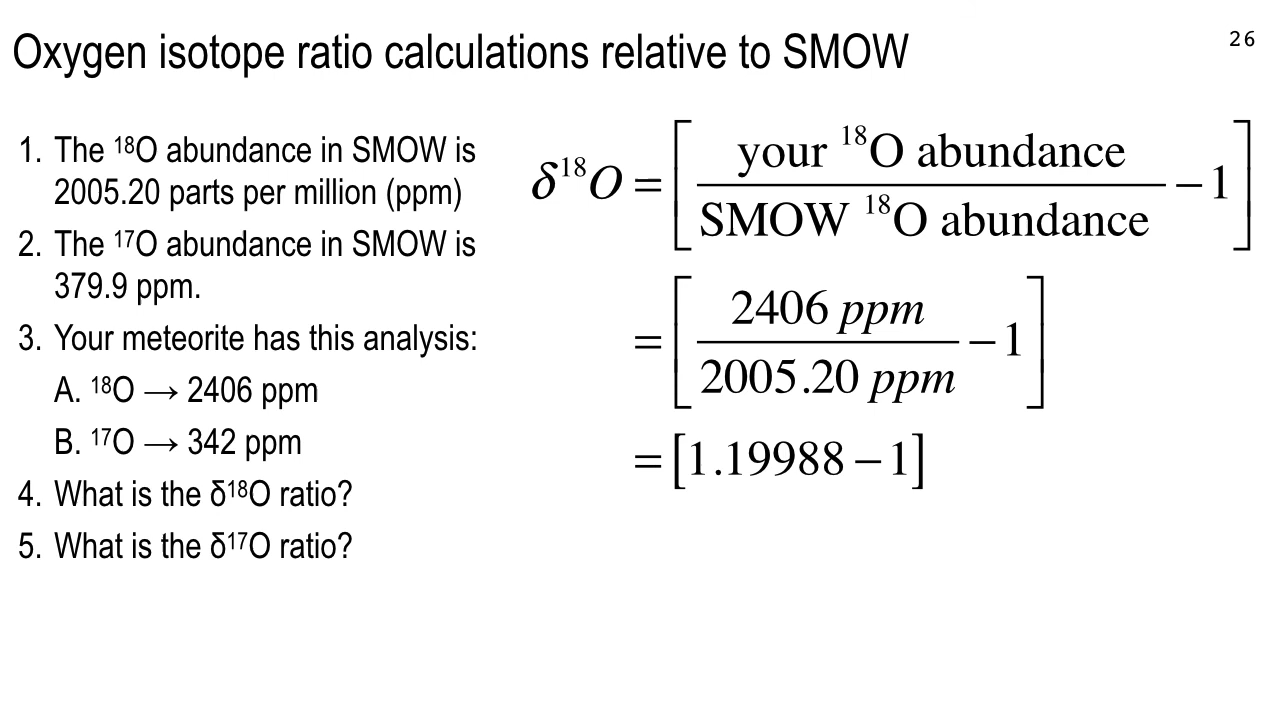 Oxygen isotope ratio calculations relative to SMOW
26
1. The ¹⁸O abundance in SMOW is
2005.20 parts per million (ppm)
2. The ¹⁷O abundance in SMOW is
379.9 ppm.
3. Your meteorite has this analysis:
A. ¹⁸O → 2406 ppm
B. ¹⁷O → 342 ppm
4. What is the δ¹⁸O ratio?
5. What is the δ¹⁷O ratio?
δ¹⁸O = [your ¹⁸O abundance / SMOW ¹⁸O abundance − 1]
= [2406 ppm / 2005.20 ppm − 1]
= [1.19988 − 1]